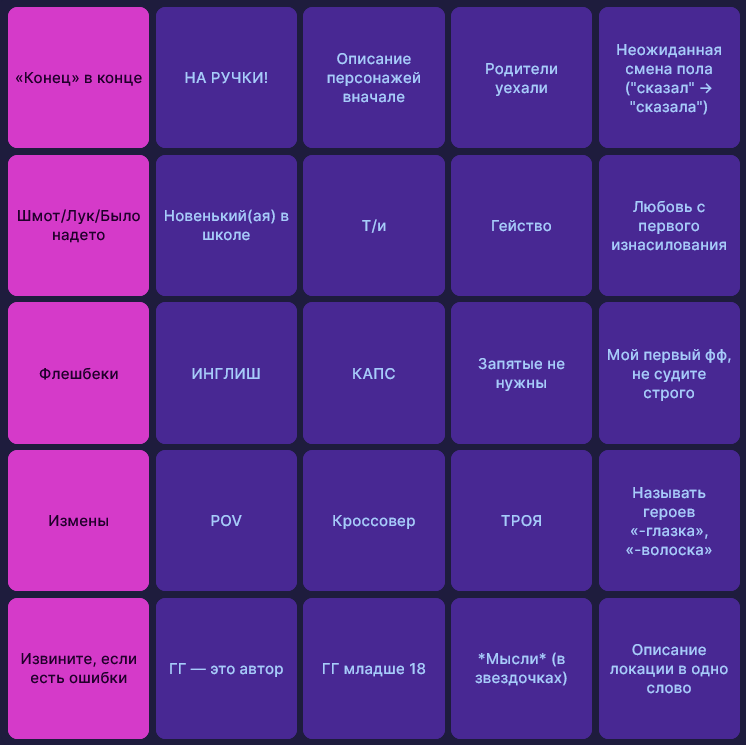 «Конец» в конце
НА РУЧКИ!
Описание
персонажей
вначале
Родители
уехали
Неожиданная
смена пола
("сказал" →
"сказала")
Шмот/Лук/Было
надето
Новенький(ая) в
школе
Т/и
Гейство
Любовь с
первого
изнасилования
Флешбеки
ИНГЛИШ
КАПС
Запятые не
нужны
Мой первый фф,
не судите
строго
Измены
POV
Кроссовер
ТРОЯ
Называть
героев
«-глазка»,
«-волоска»
Извините, если
есть ошибки
ГГ — это автор
ГГ младше 18
*Мысли* (в
звездочках)
Описание
локации в одно
слово